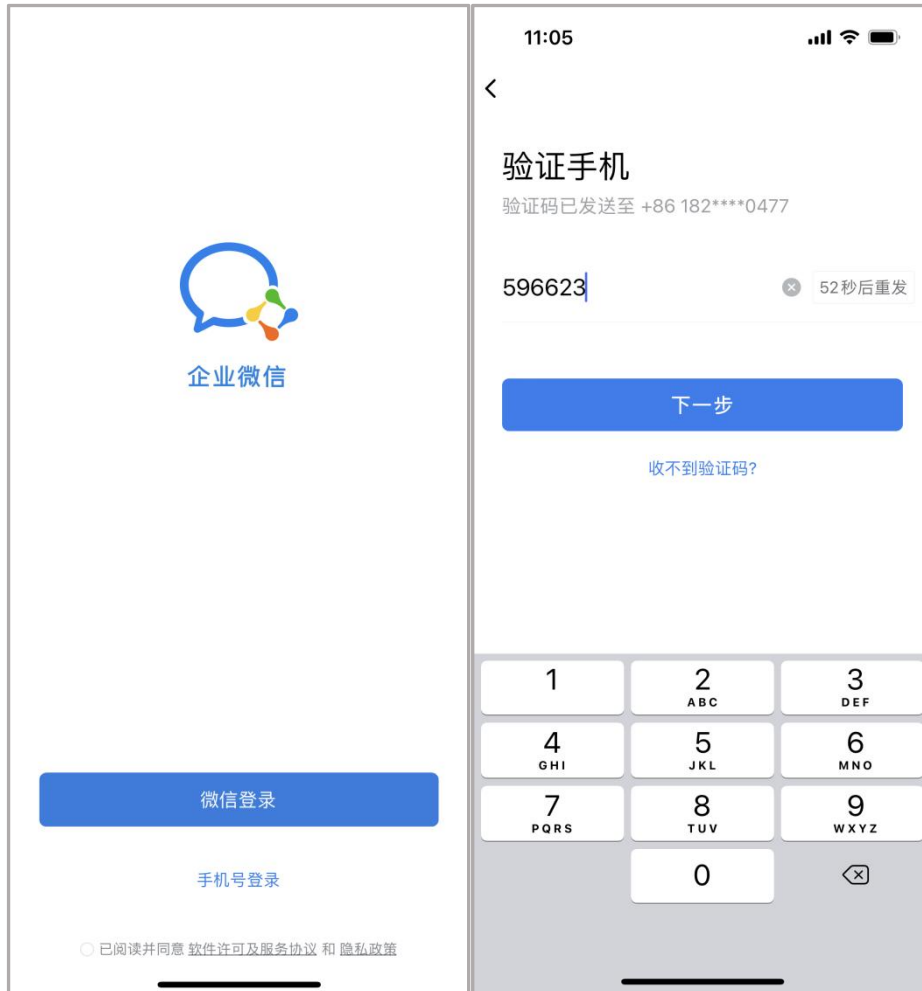 企业微信
微信登录
手机号登录
已阅读并同意 软件许可及服务协议 和 隐私政策
11:05
验证手机
验证码已发送至 +86 182****0477
596623
52秒后重发
下一步
收不到验证码?
1
2
ABC
3
DEF
4
GHI
5
JKL
6
MNO
7
PQRS
8
TUV
9
WXYZ
0